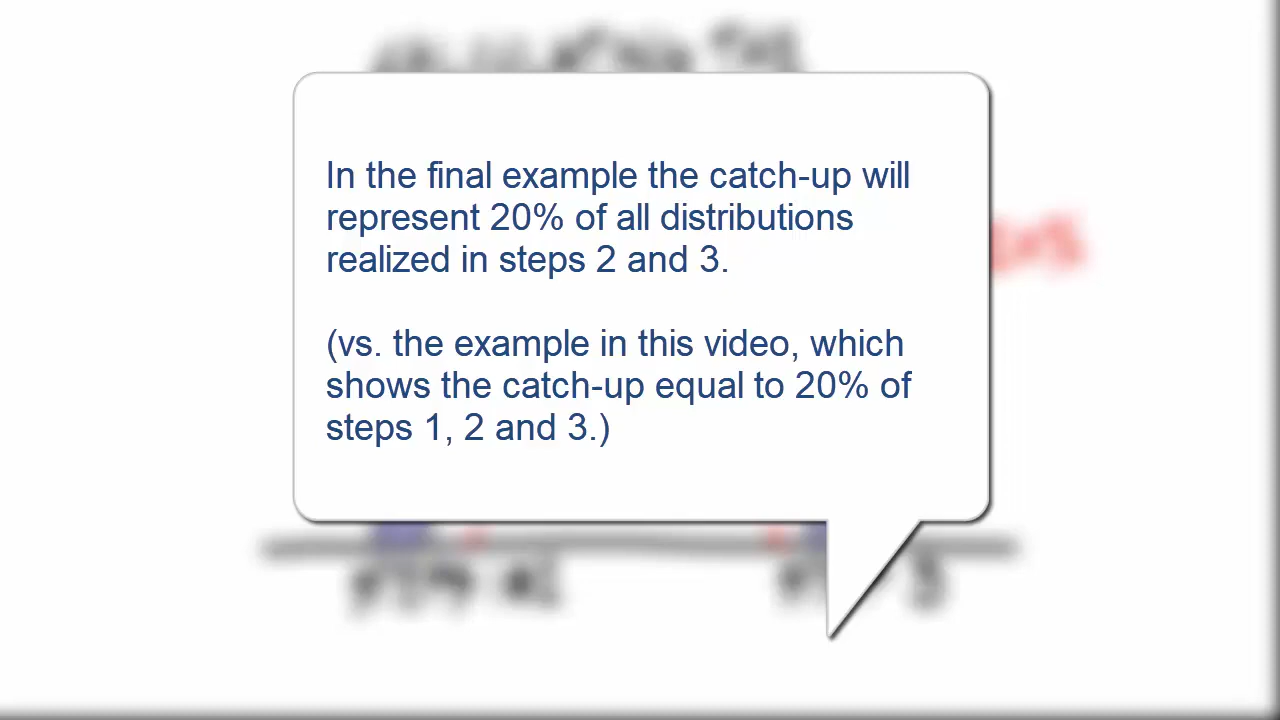 In the final example the catch-up will
represent 20% of all distributions
realized in steps 2 and 3.
(vs. the example in this video, which
shows the catch-up equal to 20% of
steps 1, 2 and 3.)